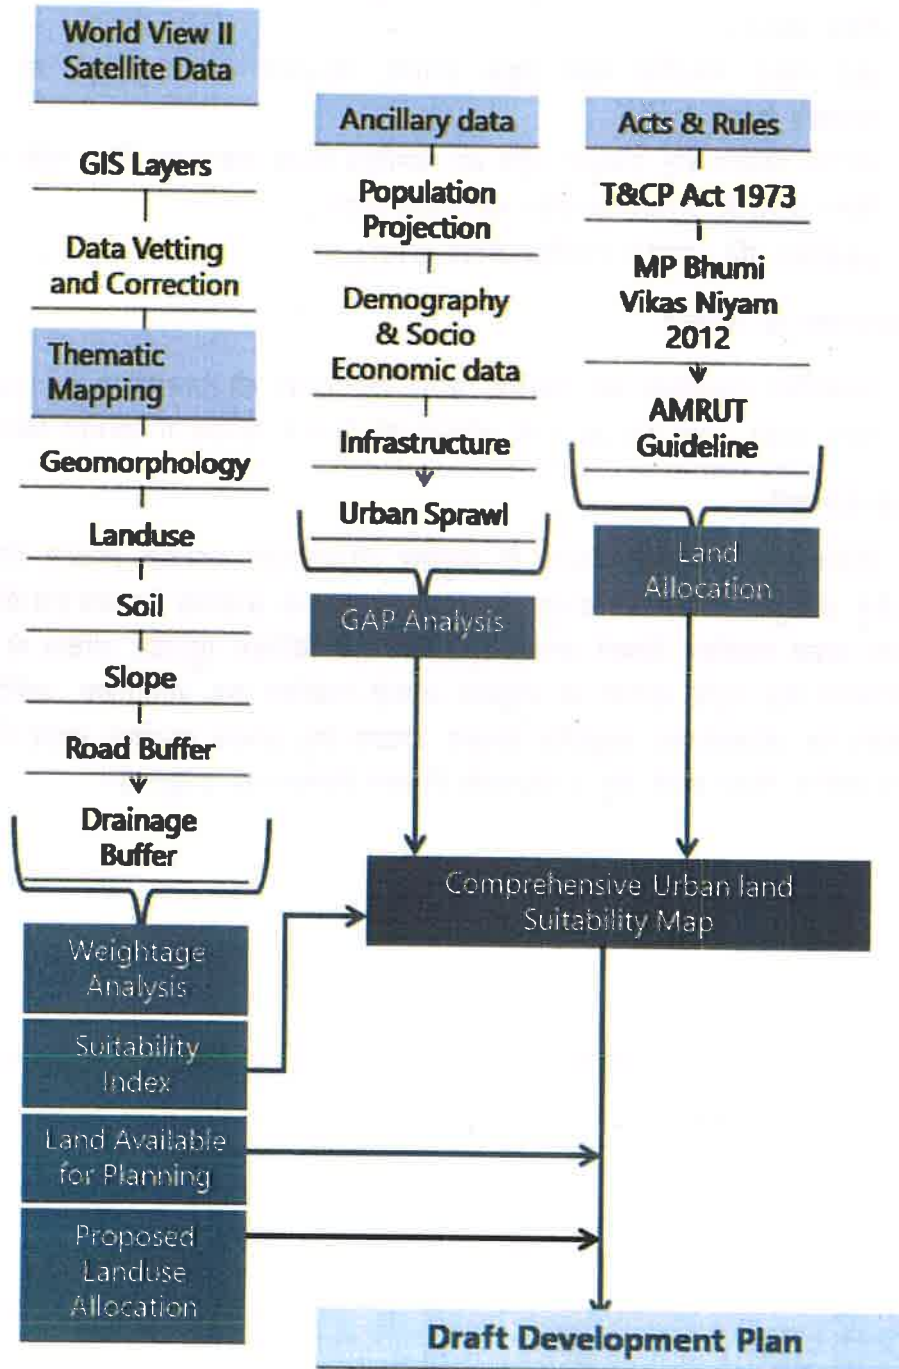 World View II
Satellite Data
GIS Layers
Data Vetting
and Correction
Thematic
Mapping
Geomorphology
Landuse
Soil
Slope
Road Buffer
Drainage
Buffer
Weightage
Analysis
Suitability
Index
Land Available
for Planning
Proposed
Landuse
Allocation
Ancillary data
Population
Projection
Demography
& Socio
Economic data
Infrastructure
Urban Sprawl
GAP Analysis
Acts & Rules
T&CP Act 1973
MP Bhumi
Vikas Niyam
2012
AMRUT
Guideline
Land
Allocation
Comprehensive Urban land
Suitability Map
Draft Development Plan